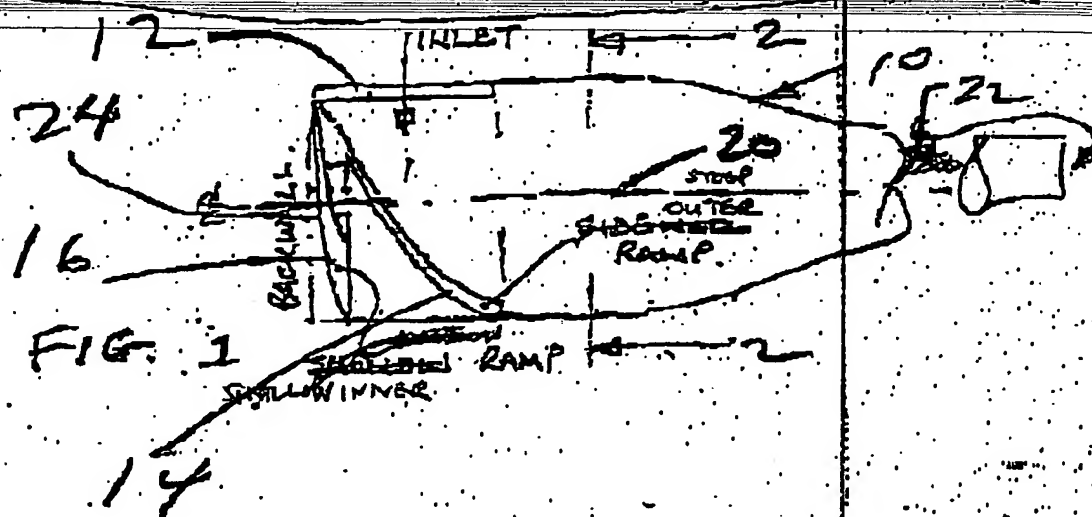 12
INLET
2
10
22
24
20
STEEP
OUTER
RAMP.
16
BACKWALL
FIG. 1
RAMP
SHALLOW INNER
2
14